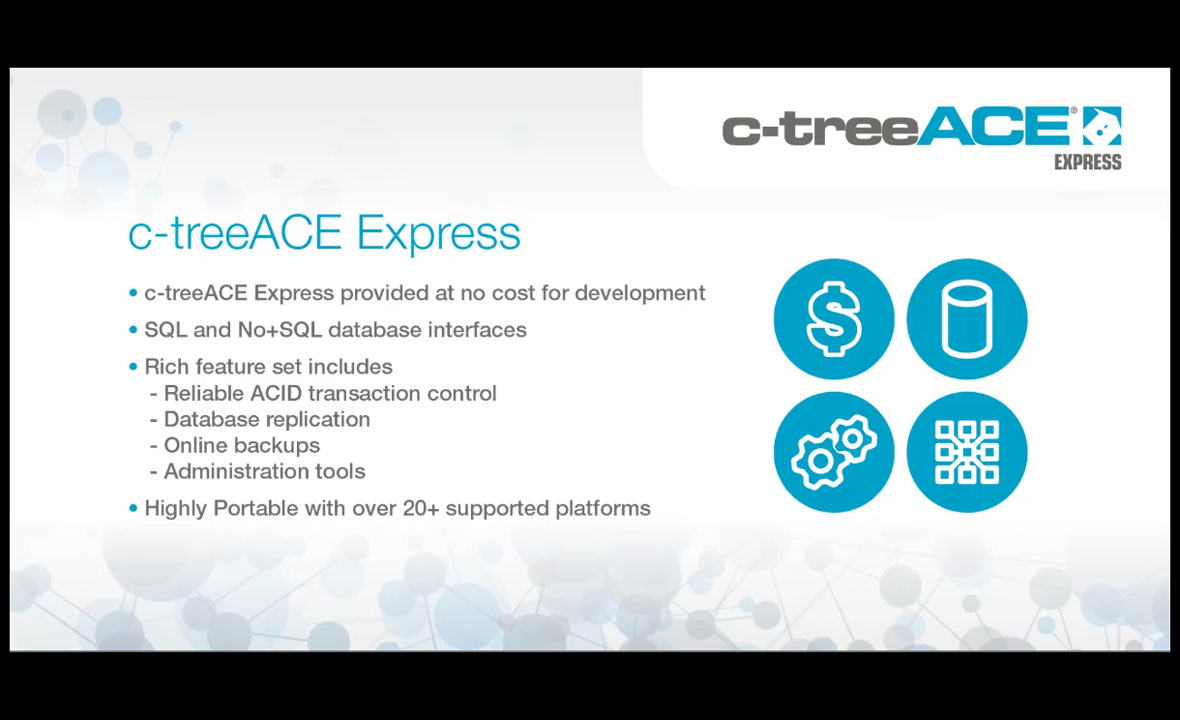 c-treeACE®
EXPRESS
c-treeACE Express
• c-treeACE Express provided at no cost for development
• SQL and No+SQL database interfaces
• Rich feature set includes
- Reliable ACID transaction control
- Database replication
- Online backups
- Administration tools
• Highly Portable with over 20+ supported platforms